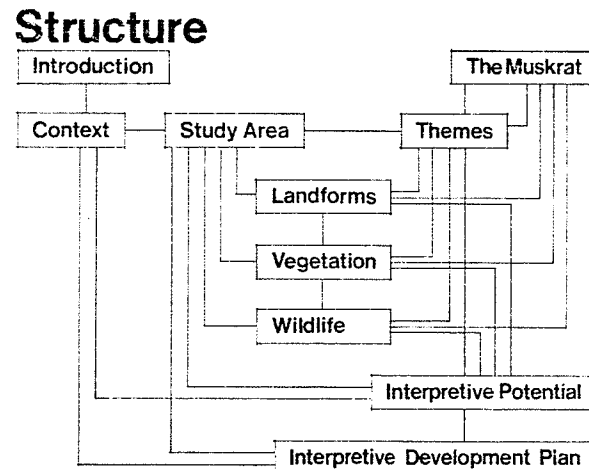 Structure
Introduction
The Muskrat
Context
Study Area
Themes
Landforms
Vegetation
Wildlife
Interpretive Potential
Interpretive Development Plan